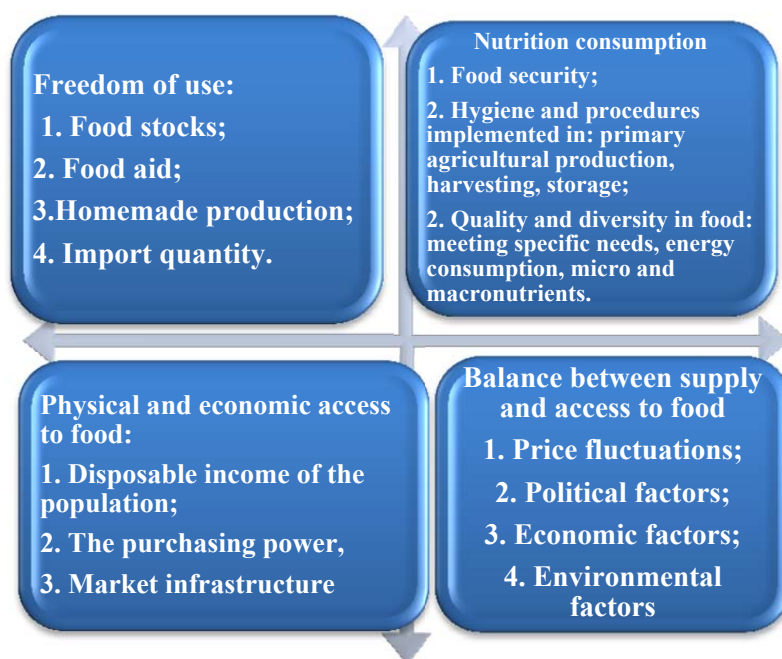 Freedom of use:
1. Food stocks;
2. Food aid;
3.Homemade production;
4. Import quantity.
Nutrition consumption
1. Food security;
2. Hygiene and procedures
implemented in: primary
agricultural production,
harvesting, storage;
2. Quality and diversity in food:
meeting specific needs, energy
consumption, micro and
macronutrients.
Physical and economic access
to food:
1. Disposable income of the
population;
2. The purchasing power,
3. Market infrastructure
Balance between supply
and access to food
1. Price fluctuations;
2. Political factors;
3. Economic factors;
4. Environmental
factors